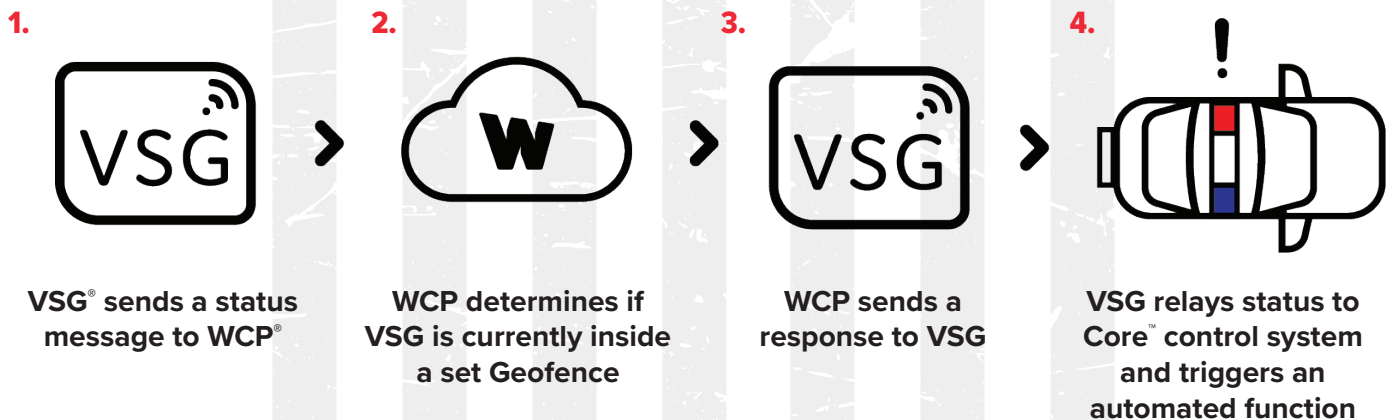 1.
VSG
VSG® sends a status
message to WCP®
2.
W
WCP determines if
VSG is currently inside
a set Geofence
3.
VSG
WCP sends a
response to VSG
4.
!
VSG relays status to
Core™ control system
and triggers an
automated function